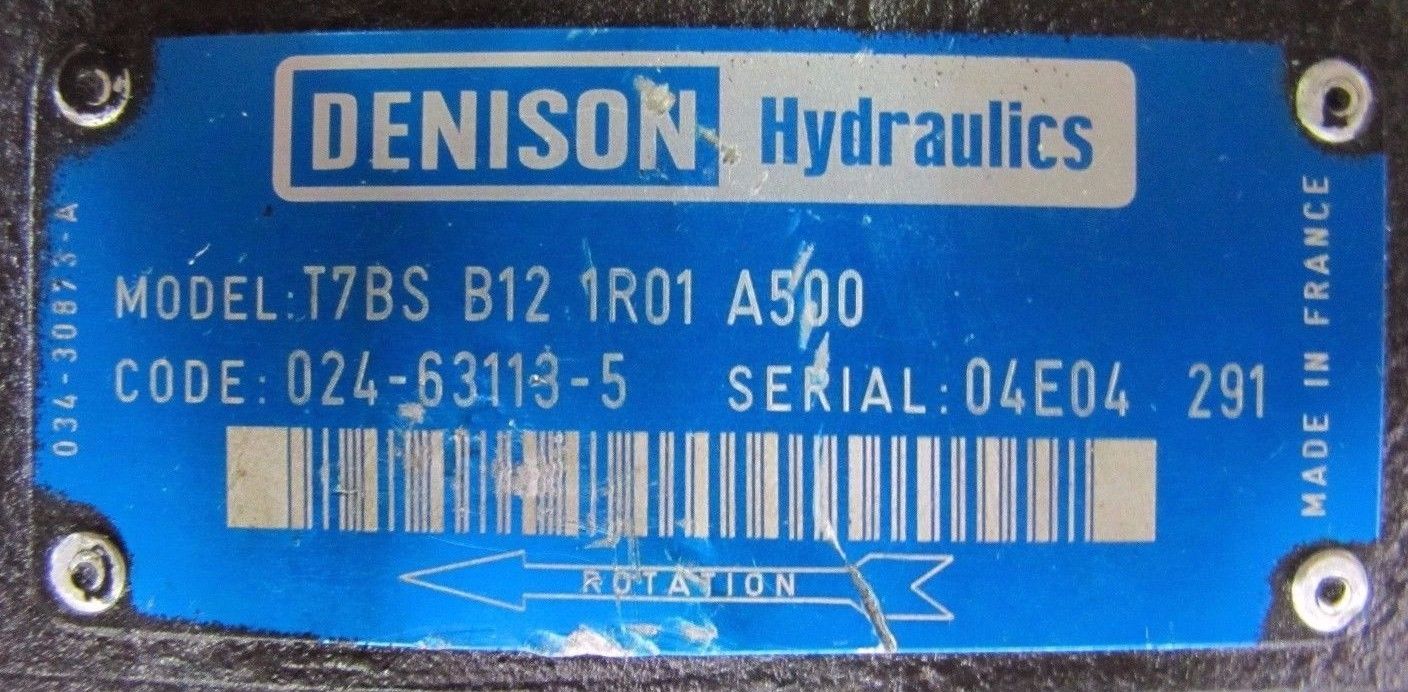 DENISON Hydraulics
034-30873-A
MODEL: T7BS B12 1R01 A500
CODE: 024-63113-5 SERIAL: 04E04 291
ROTATION
MADE IN FRANCE